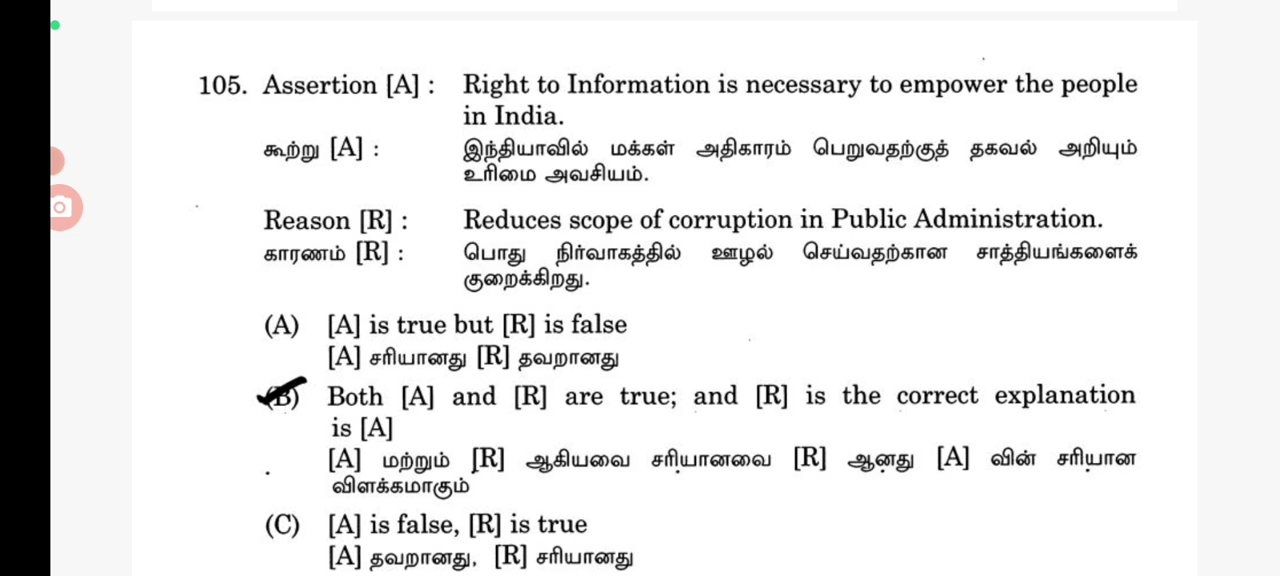 105. Assertion [A] : Right to Information is necessary to empower the people
in India.
கூற்று [A] : இந்தியாவில் மக்கள் அதிகாரம் பெறுவதற்குத் தகவல் அறியும்
உரிமை அவசியம்.
Reason [R] : Reduces scope of corruption in Public Administration.
காரணம் [R] : பொது நிர்வாகத்தில் ஊழல் செய்வதற்கான சாத்தியங்களைக்
குறைக்கிறது.
(A) [A] is true but [R] is false
[A] சரியானது [R] தவறானது
(B) Both [A] and [R] are true; and [R] is the correct explanation
is [A]
[A] மற்றும் [R] ஆகியவை சரியானவை [R] ஆனது [A] வின் சரியான
விளக்கமாகும்
(C) [A] is false, [R] is true
[A] தவறானது, [R] சரியானது